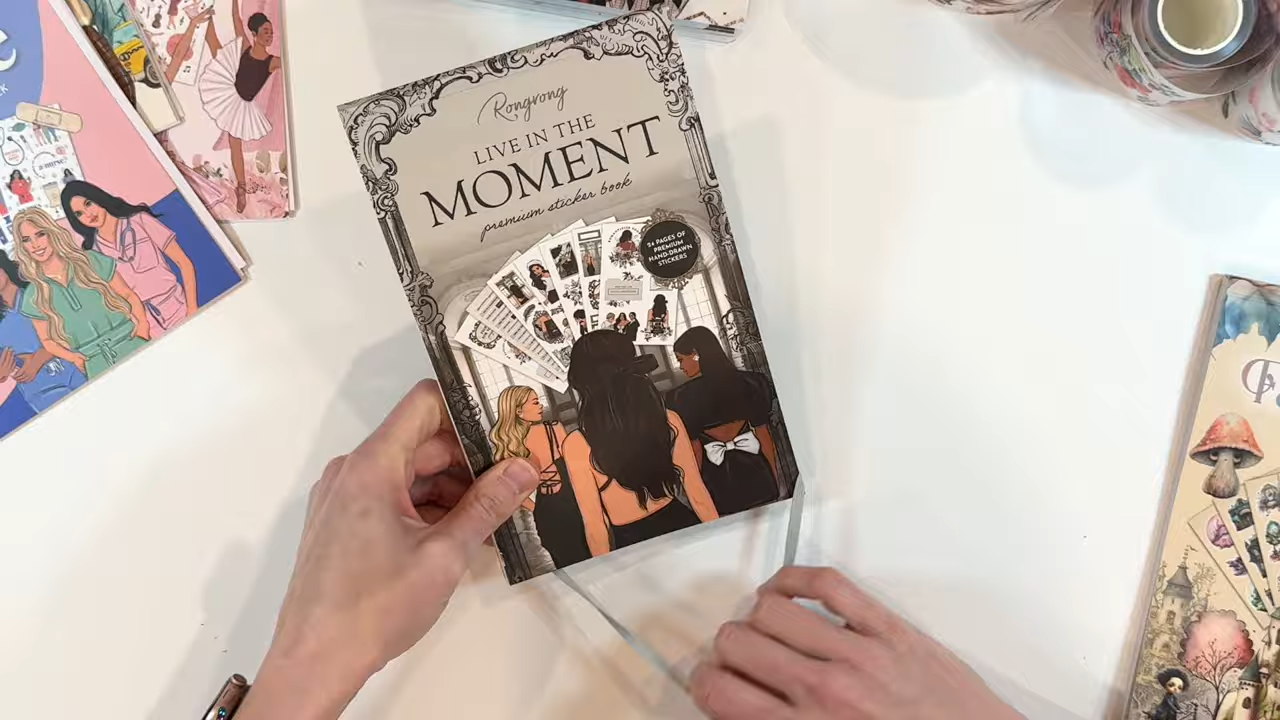 Rongrong
LIVE IN THE
MOMENT
premium sticker book
24 PAGES OF
PREMIUM
HAND-DRAWN
STICKERS